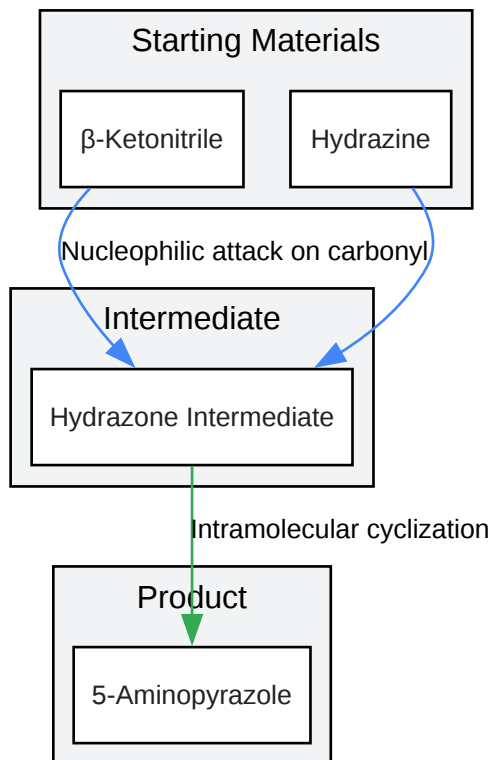 Starting Materials
β-Ketonitrile
Hydrazine
Nucleophilic attack on carbonyl
Intermediate
Hydrazone Intermediate
Intramolecular cyclization
Product
5-Aminopyrazole